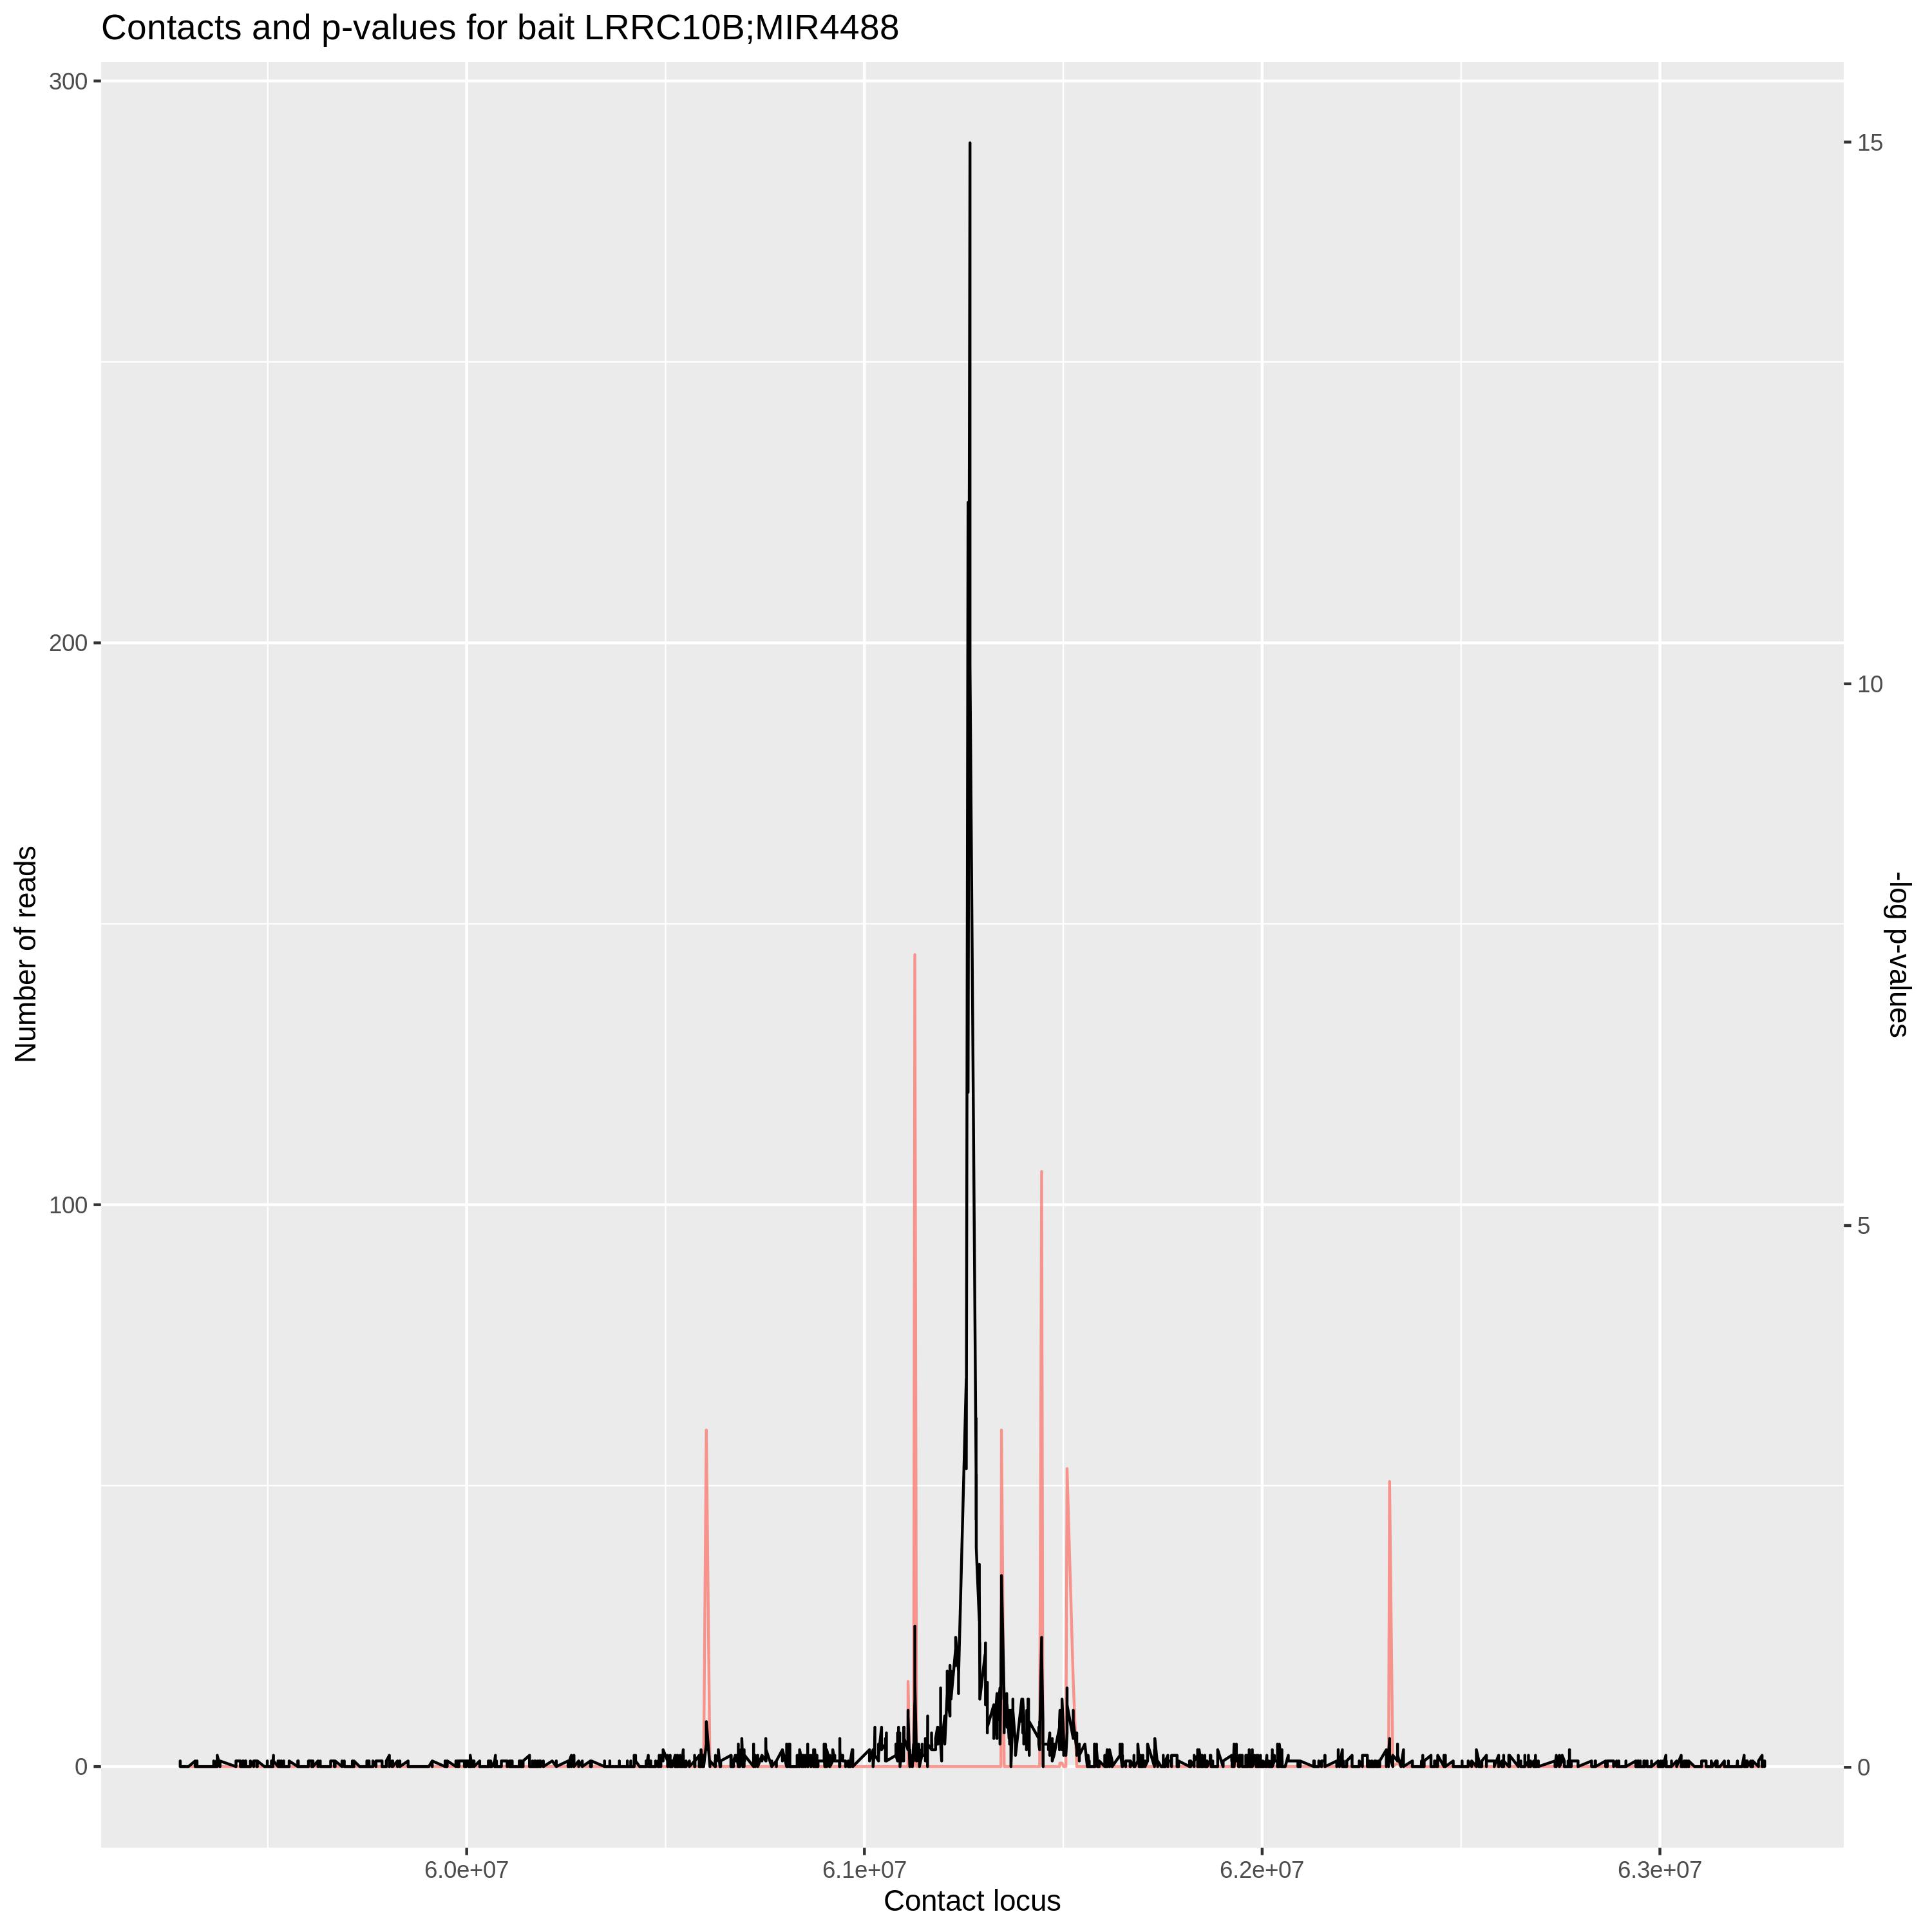 Contacts and p-values for bait LRRC10B;MIR4488
300
200
100
0
Number of reads
15
10
5
0
-log p-values
6.0e+07
6.1e+07
6.2e+07
6.3e+07
Contact locus